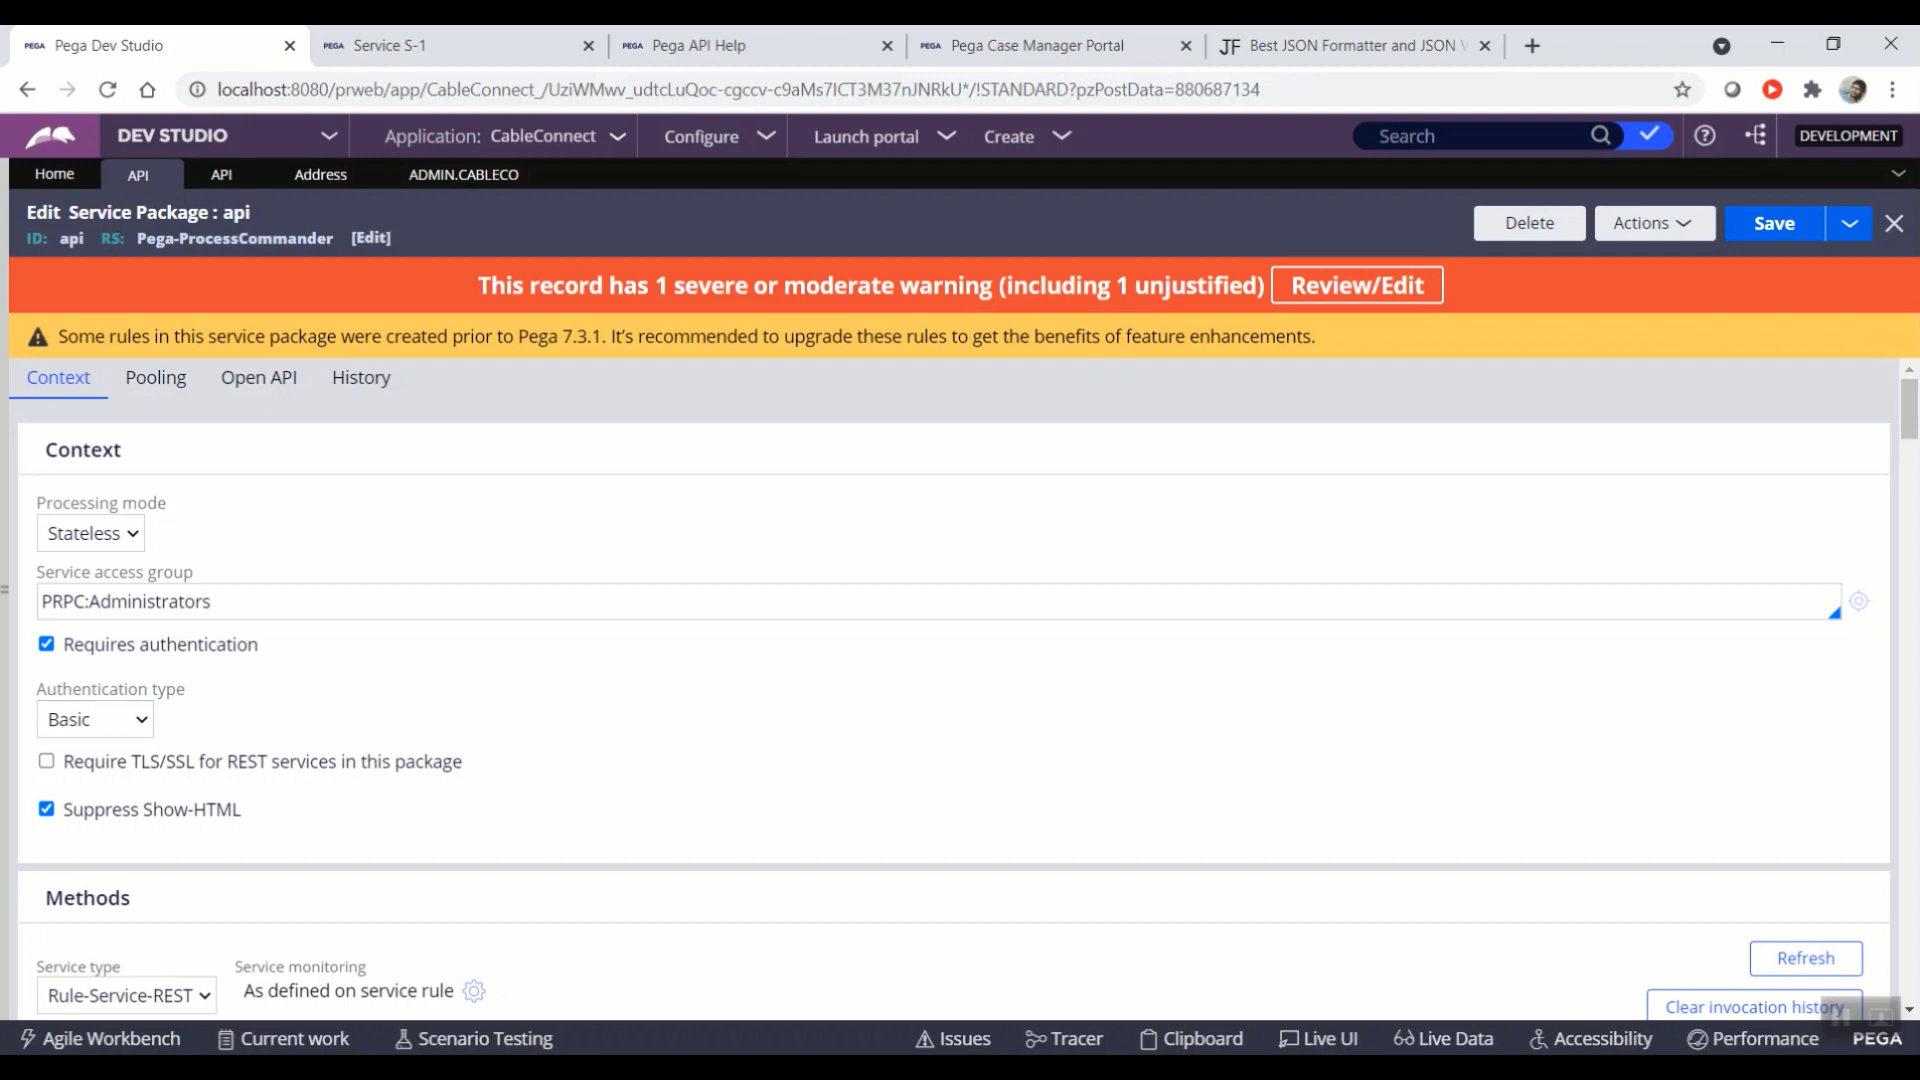 PEGA Pega Dev Studio
PEGA Service S-1
PEGA Pega API Help
PEGA Pega Case Manager Portal
JF Best JSON Formatter and JSON V
localhost:8080/prweb/app/CableConnect_/UziWMwv_udtcLuQoc-cgccv-c9aMs7ICT3M37nJNRkU*/!STANDARD?pzPostData=880687134
DEV STUDIO Application: CableConnect Configure Launch portal Create Search DEVELOPMENT
Home API API Address ADMIN.CABLECO
Edit Service Package : api
ID: api RS: Pega-ProcessCommander [Edit]
Delete Actions Save
This record has 1 severe or moderate warning (including 1 unjustified) Review/Edit
Some rules in this service package were created prior to Pega 7.3.1. It's recommended to upgrade these rules to get the benefits of feature enhancements.
Context Pooling Open API History
Context
Processing mode
Stateless
Service access group
PRPC:Administrators
Requires authentication
Authentication type
Basic
Require TLS/SSL for REST services in this package
Suppress Show-HTML
Methods
Refresh
Service type Service monitoring
Rule-Service-REST As defined on service rule
Clear invocation history
Agile Workbench Current work Scenario Testing Issues Tracer Clipboard Live UI Live Data Accessibility Performance PEGA